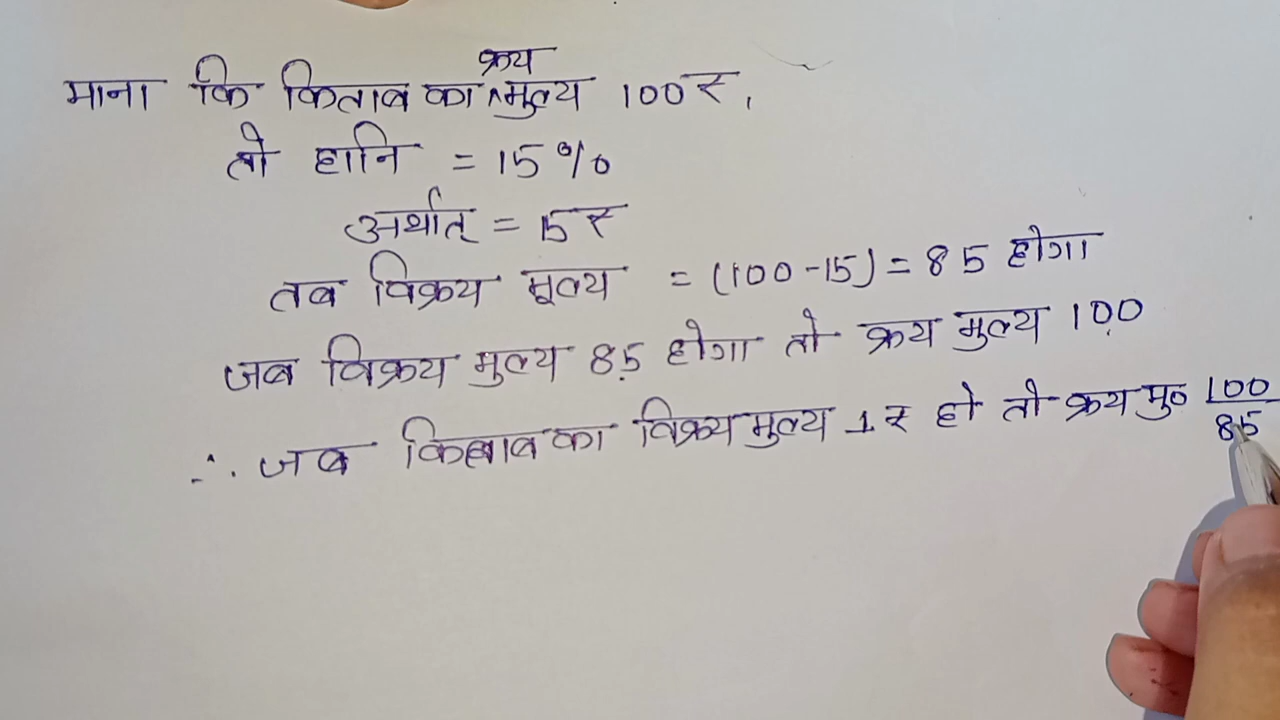 माना कि किताब का ^ क्रय मुल्य 100 रु,
तो हानि = 15%
अर्थात् = 15 रु
तब विक्रय मूल्य = (100 - 15) = 85 होगा
जब विक्रय मुल्य 85 होगा तो क्रय मुल्य 100
∴ जब किताब का विक्रय मुल्य 1 रु हो तो क्रय मु० 100/85